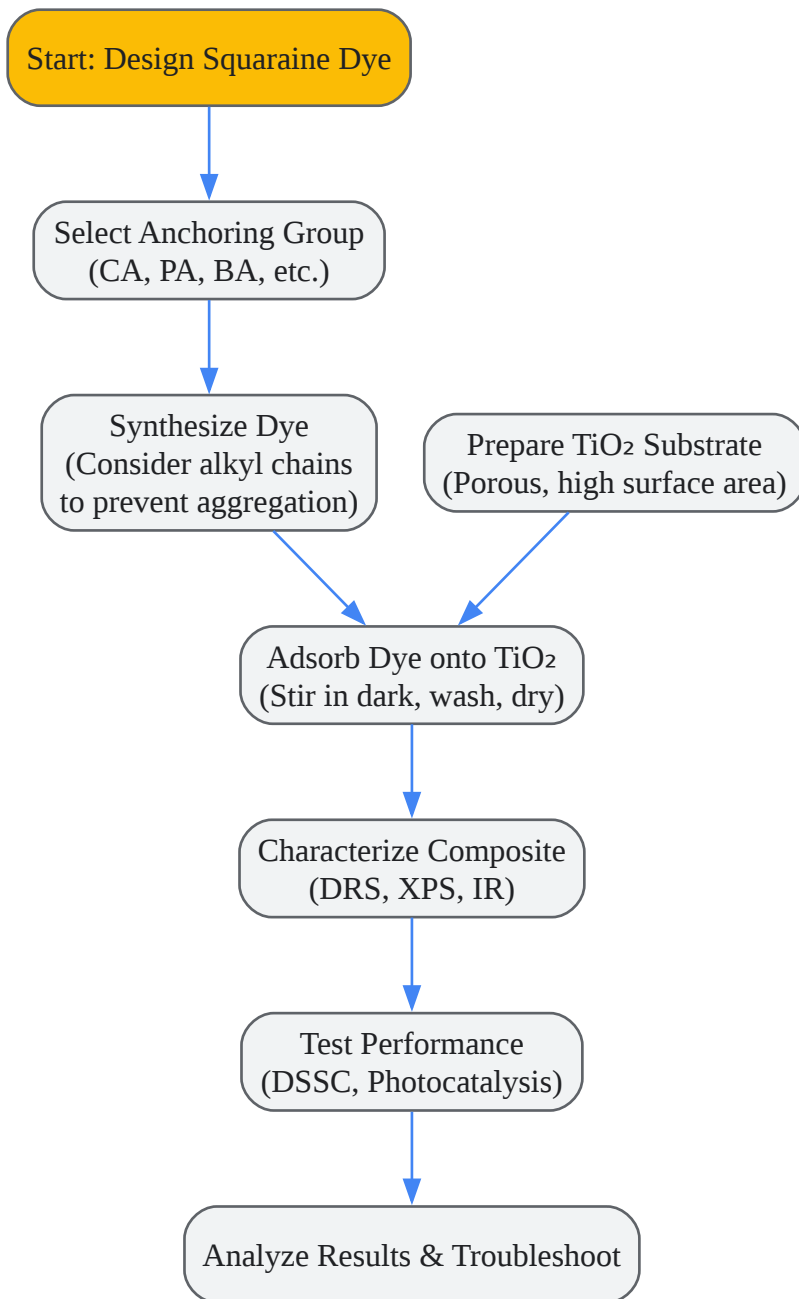 Start: Design Squaraine Dye
Select Anchoring Group
(CA, PA, BA, etc.)
Synthesize Dye
(Consider alkyl chains
to prevent aggregation)
Prepare TiO₂ Substrate
(Porous, high surface area)
Adsorb Dye onto TiO₂
(Stir in dark, wash, dry)
Characterize Composite
(DRS, XPS, IR)
Test Performance
(DSSC, Photocatalysis)
Analyze Results & Troubleshoot